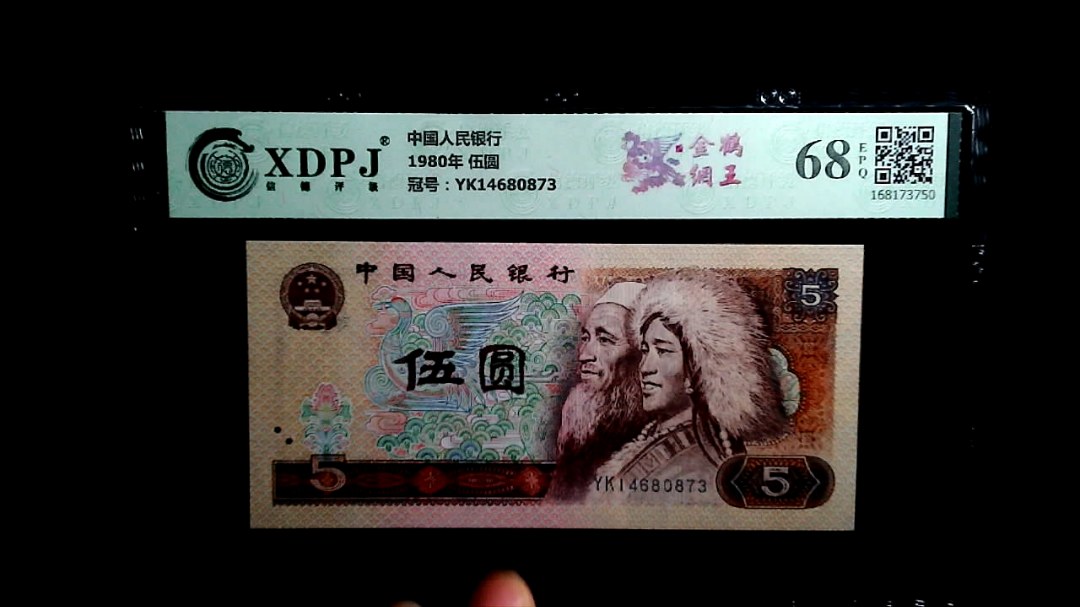 XDPJ®
信德评级
中国人民银行
1980年 伍圆
冠号：YK14680873
金鶴
網王
68
EPQ
168173750
中国人民银行
5
伍圆
5
YK14680873
5